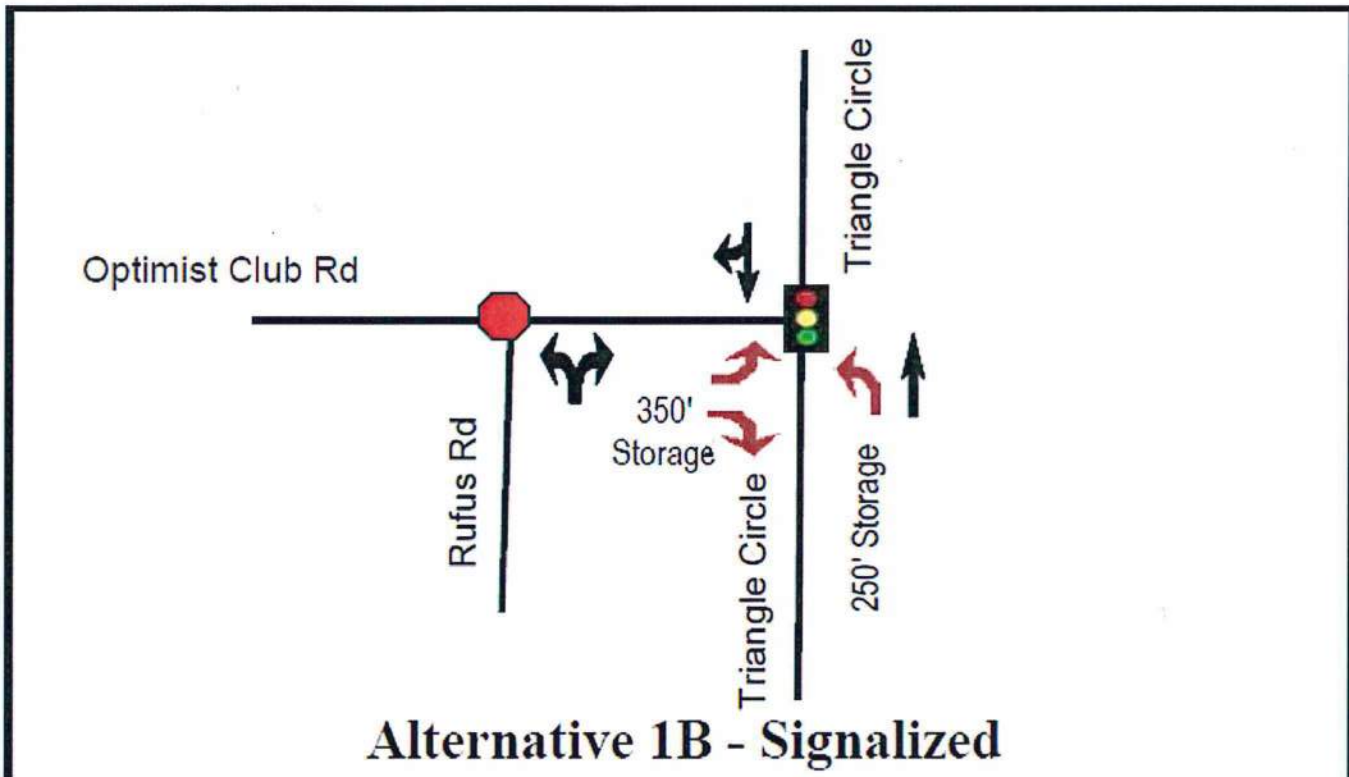 Triangle Circle
Optimist Club Rd
Rufus Rd
350'
Storage
Triangle Circle
250' Storage
Alternative 1B - Signalized